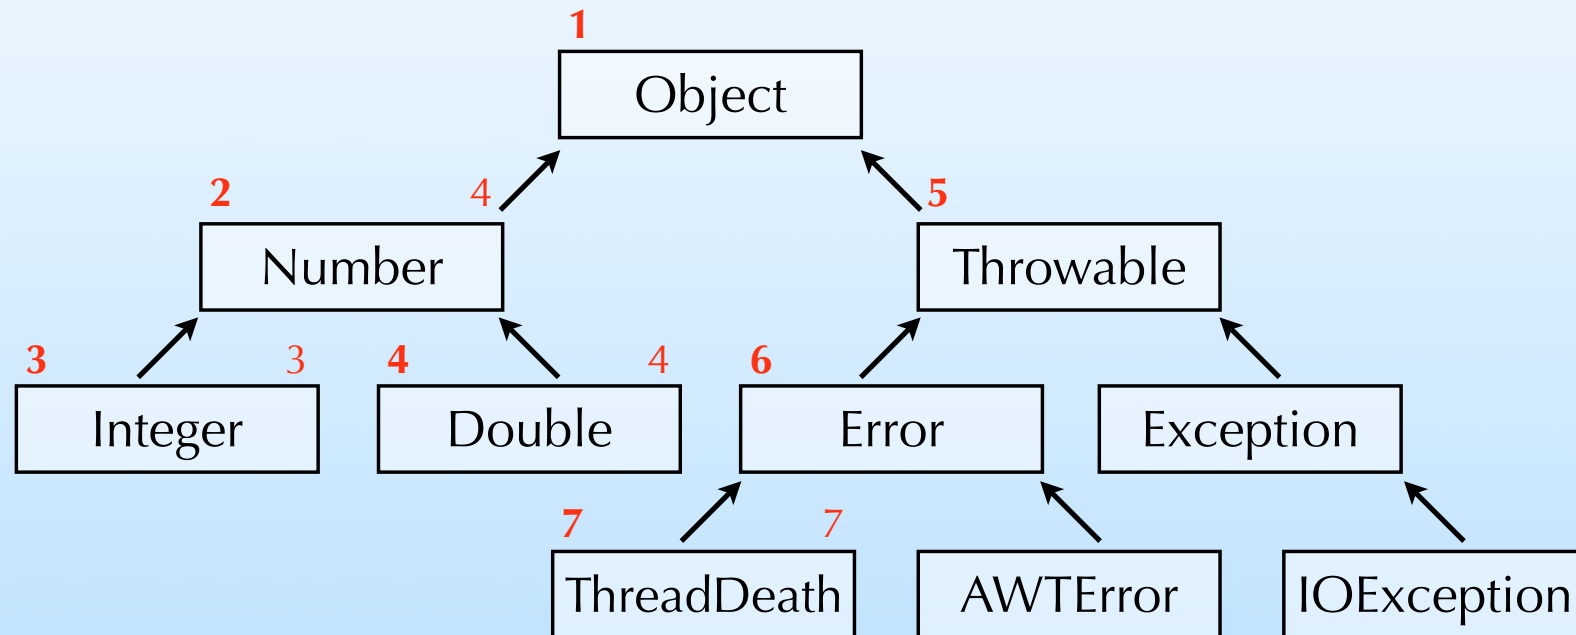 1
Object
2 4 5
Number Throwable
3 3 4 4 6
Integer Double Error Exception
7 7
ThreadDeath AWTError IOException